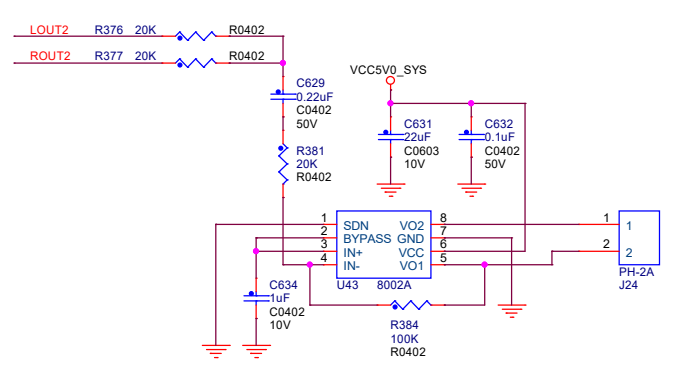 LOUT2 R376 20K R0402
ROUT2 R377 20K R0402
VCC5V0_SYS
C629
0.22uF
C0402
50V
C631
22uF
C0603
10V
C632
0.1uF
C0402
50V
R381
20K
R0402
1 SDN VO2 8
2 BYPASS GND 7
3 IN+ VCC 6
4 IN- VO1 5
U43 8002A
1 1
2 2
PH-2A
J24
C634
1uF
C0402
10V
R384
100K
R0402